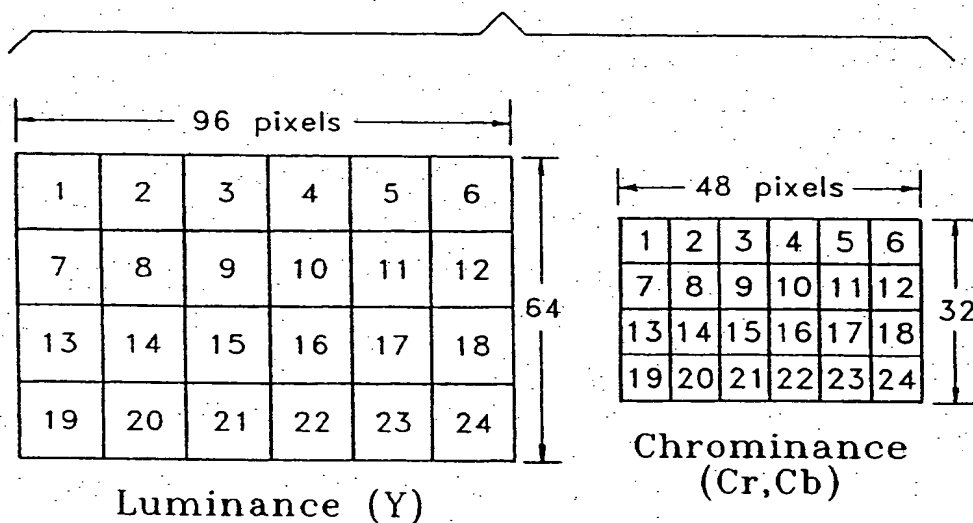 96 pixels
1 2 3 4 5 6
7 8 9 10 11 12
13 14 15 16 17 18
19 20 21 22 23 24
64
Luminance (Y)
48 pixels
1 2 3 4 5 6
7 8 9 10 11 12
13 14 15 16 17 18
19 20 21 22 23 24
32
Chrominance
(Cr,Cb)